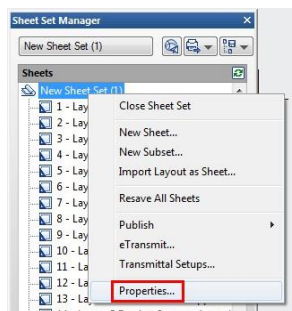 Sheet Set Manager
New Sheet Set (1)
Sheets
New Sheet Set (1)
1 - Lay
2 - Lay
3 - Lay
4 - Lay
5 - Lay
6 - Lay
7 - Lay
8 - Lay
9 - Lay
10 - La
11 - La
12 - La
13 - Lay
Close Sheet Set
New Sheet...
New Subset...
Import Layout as Sheet...
Resave All Sheets
Publish
eTransmit...
Transmittal Setups...
Properties...